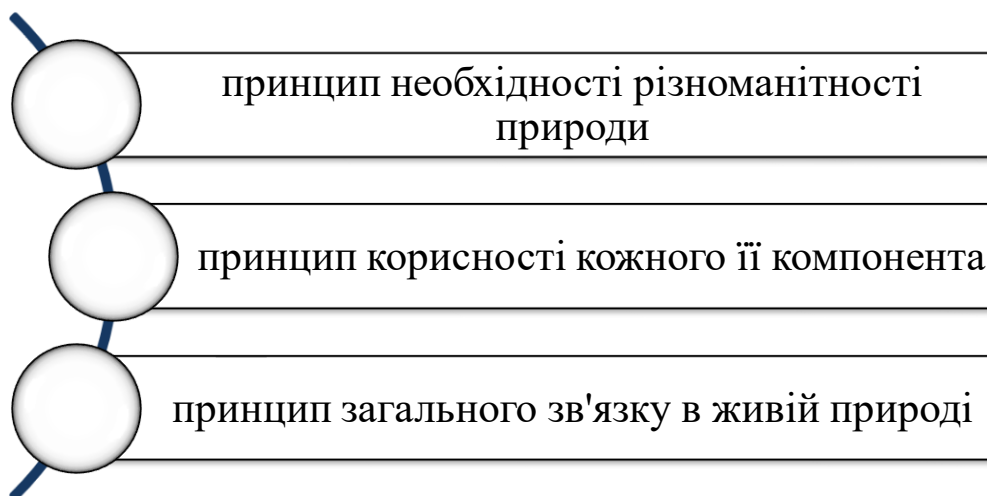 принцип необхідності різноманітності
природи
принцип корисності кожного її компонента
принцип загального зв'язку в живій природі